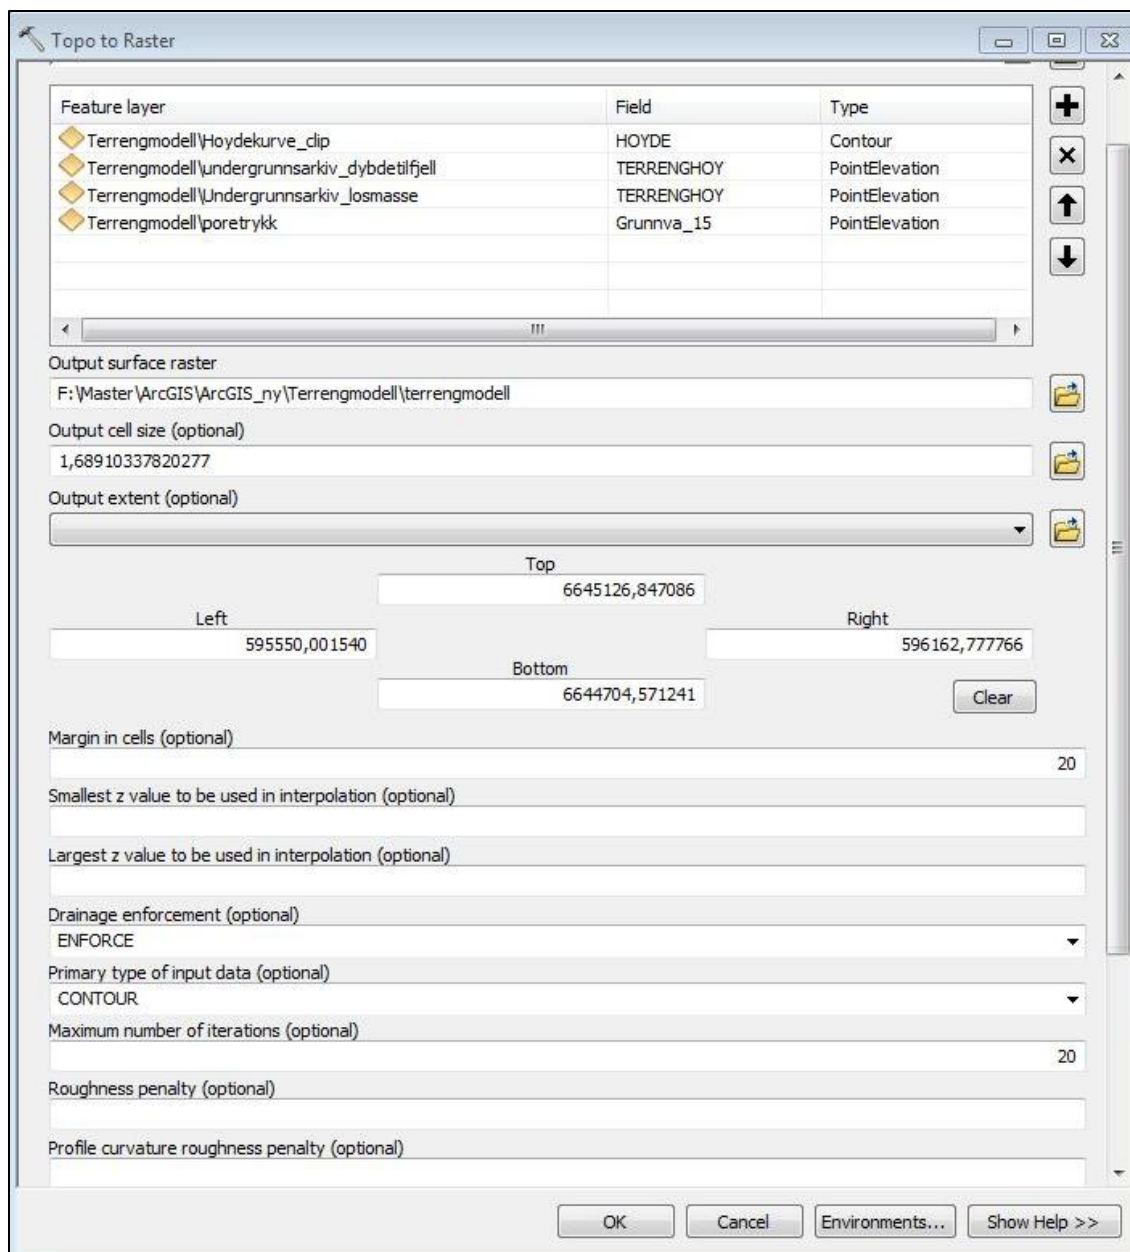 Topo to Raster
Feature layer Field Type
Terrengmodell\Hoydekurve_clip HOYDE Contour
Terrengmodell\undergrunnsarkiv_dybdetilfjell TERRENGHOY PointElevation
Terrengmodell\Undergrunnsarkiv_losmasse TERRENGHOY PointElevation
Terrengmodell\poretrykk Grunnva_15 PointElevation
Output surface raster
F:\Master\ArcGIS\ArcGIS_ny\Terrengmodell\terrengmodell
Output cell size (optional)
1,68910337820277
Output extent (optional)
Top
6645126,847086
Left Right
595550,001540 596162,777766
Bottom
6644704,571241
Clear
Margin in cells (optional)
20
Smallest z value to be used in interpolation (optional)
Largest z value to be used in interpolation (optional)
Drainage enforcement (optional)
ENFORCE
Primary type of input data (optional)
CONTOUR
Maximum number of iterations (optional)
20
Roughness penalty (optional)
Profile curvature roughness penalty (optional)
OK Cancel Environments... Show Help >>